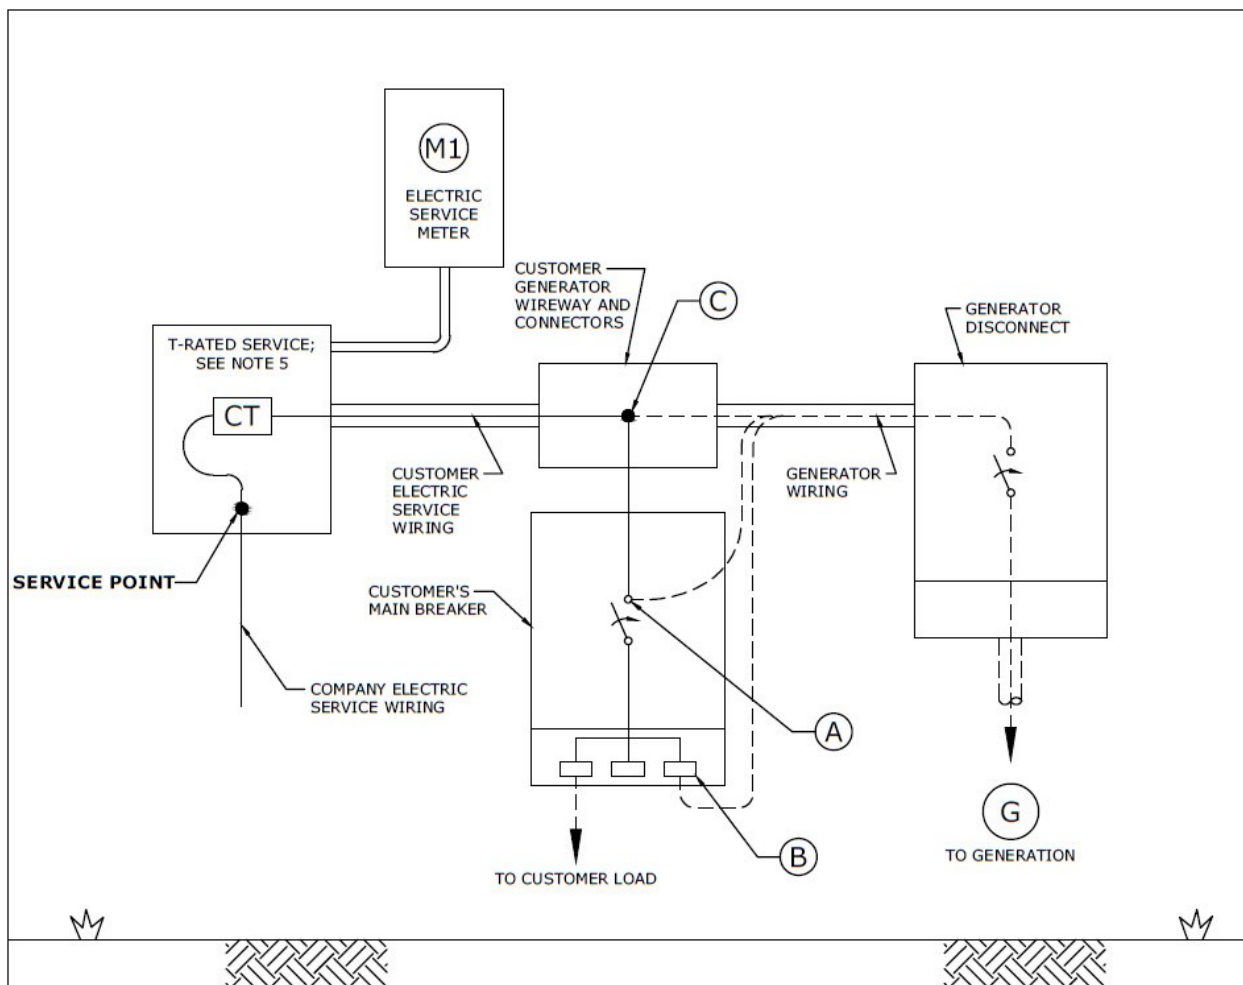 M1
ELECTRIC
SERVICE
METER
CUSTOMER
GENERATOR
WIREWAY AND
CONNECTORS
C
GENERATOR
DISCONNECT
T-RATED SERVICE;
SEE NOTE 5
CT
CUSTOMER
ELECTRIC
SERVICE
WIRING
GENERATOR
WIRING
SERVICE POINT
CUSTOMER'S
MAIN BREAKER
COMPANY ELECTRIC
SERVICE WIRING
A
B
G
TO GENERATION
TO CUSTOMER LOAD